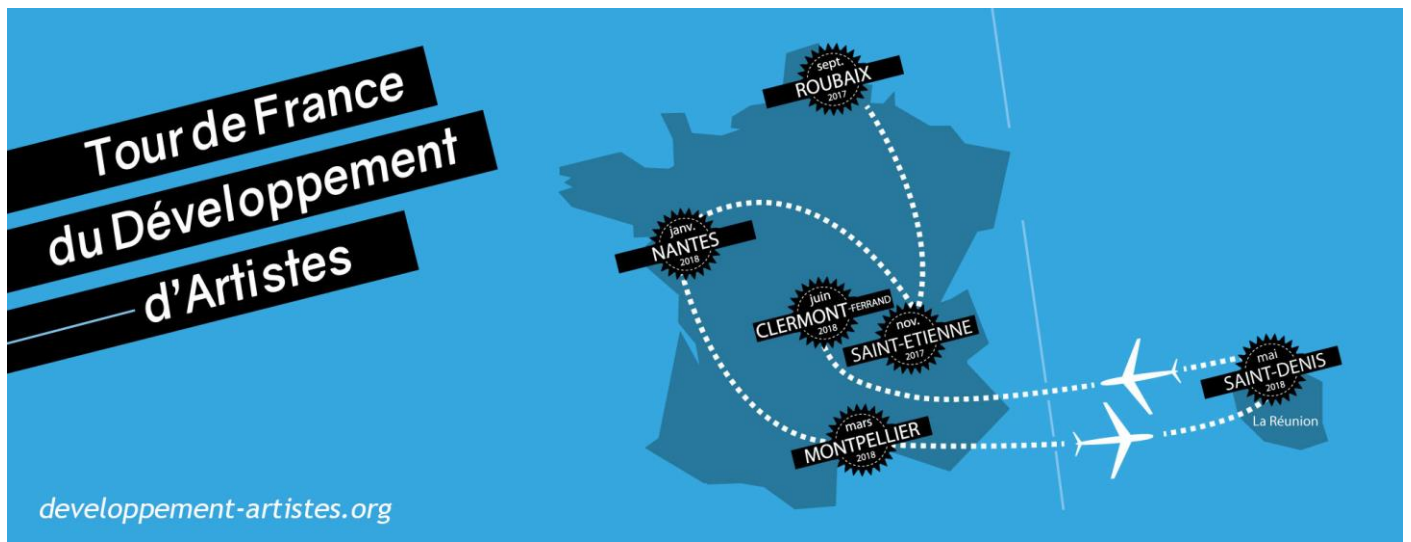 Tour de France
du Développement
d'Artistes
sept.
ROUBAIX
2017
janv.
NANTES
2018
juin
CLERMONT-FERRAND
2018
nov.
SAINT-ETIENNE
2017
mai
SAINT-DENIS
2018
La Réunion
mars
MONTPELLIER
2018
developpement-artistes.org